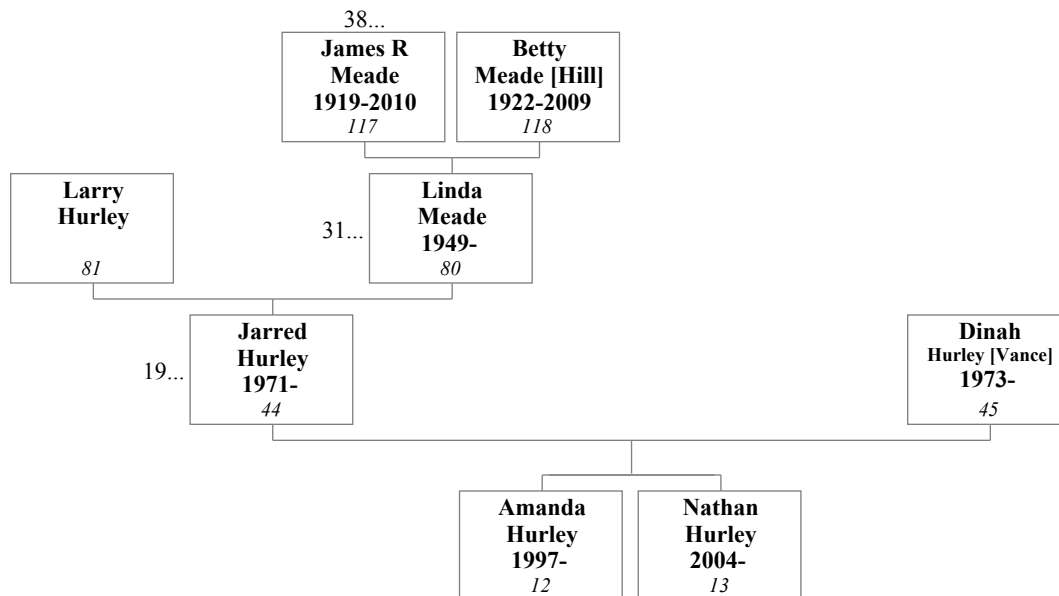 38...
James R
Meade
1919-2010
117
Betty
Meade [Hill]
1922-2009
118
Larry
Hurley
81
31...
Linda
Meade
1949-
80
19...
Jarred
Hurley
1971-
44
Dinah
Hurley [Vance]
1973-
45
Amanda
Hurley
1997-
12
Nathan
Hurley
2004-
13